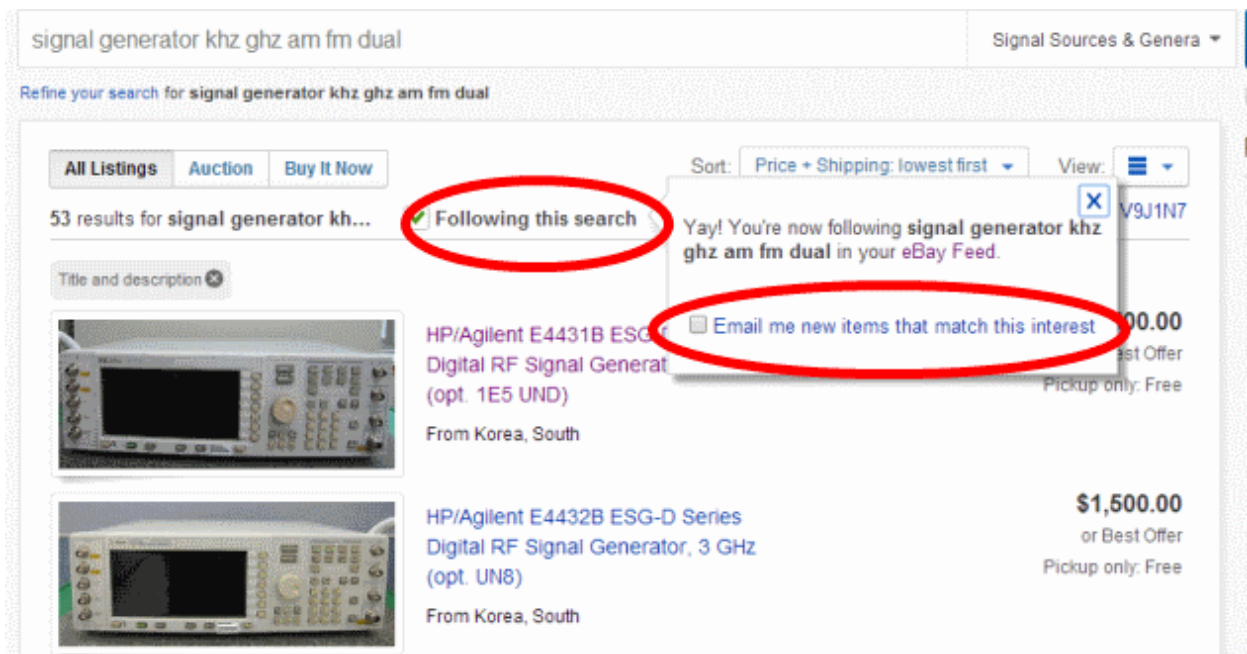 signal generator khz ghz am fm dual
Signal Sources & Genera
Refine your search for signal generator khz ghz am fm dual
All Listings Auction Buy It Now
Sort: Price + Shipping: lowest first View:
53 results for signal generator kh... Following this search
V9J1N7
Yay! You're now following signal generator khz
ghz am fm dual in your eBay Feed.
Email me new items that match this interest
Title and description
HP/Agilent E4431B ESG
Digital RF Signal Generat
(opt. 1E5 UND)
From Korea, South
00.00
est Offer
Pickup only: Free
HP/Agilent E4432B ESG-D Series
Digital RF Signal Generator, 3 GHz
(opt. UN8)
From Korea, South
$1,500.00
or Best Offer
Pickup only: Free